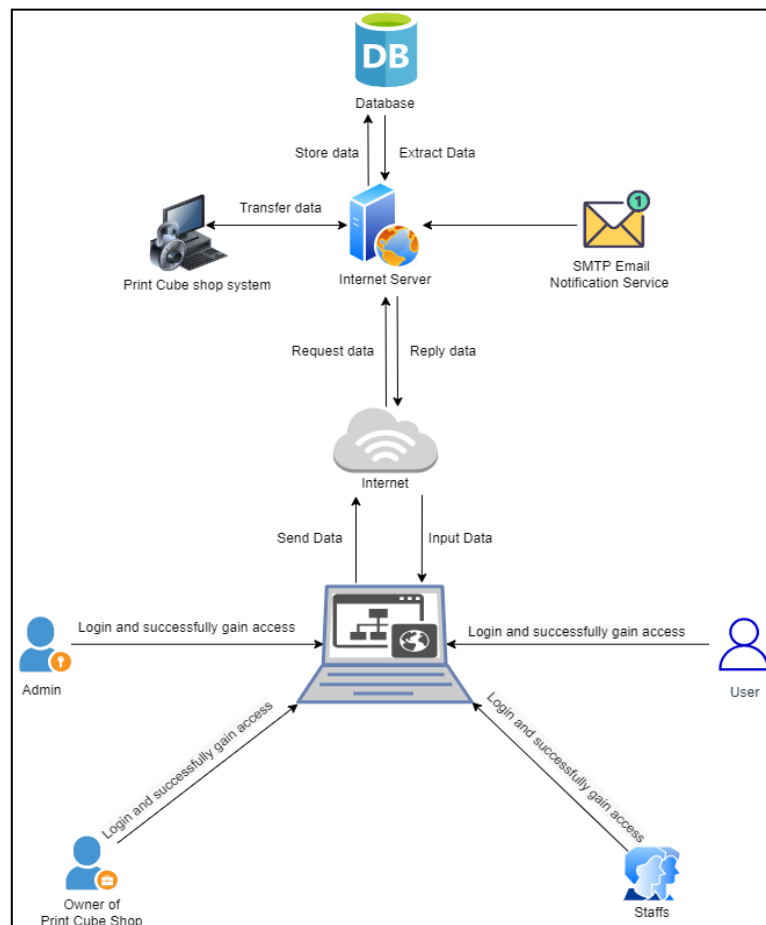 DB
Database
Store data
Extract Data
Transfer data
1
Print Cube shop system
Internet Server
SMTP Email
Notification Service
Request data
Reply data
Internet
Send Data
Input Data
Login and successfully gain access
Login and successfully gain access
Admin
User
Login and successfully gain access
Login and successfully gain access
Owner of
Print Cube Shop
Staffs